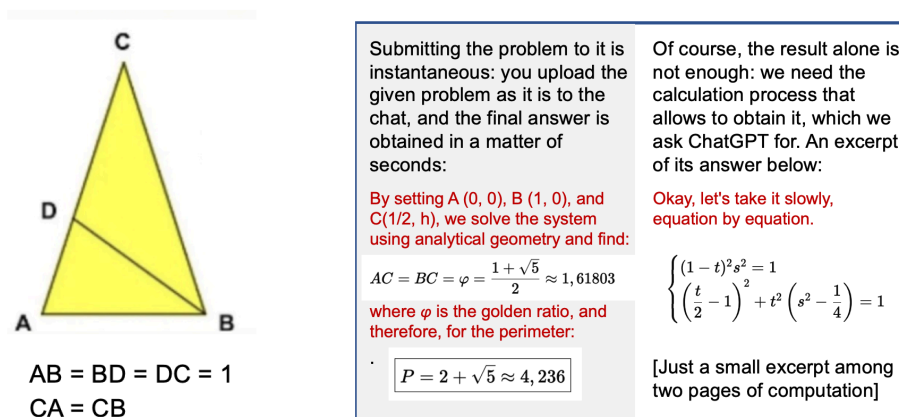 C
D
A
B
AB = BD = DC = 1
CA = CB
Submitting the problem to it is
instantaneous: you upload the
given problem as it is to the
chat, and the final answer is
obtained in a matter of
seconds:
By setting A (0, 0), B (1, 0), and
C(1/2, h), we solve the system
using analytical geometry and find:
AC = BC = φ = (1 + √5)/2 ≈ 1,61803
where φ is the golden ratio, and
therefore, for the perimeter:
.
P = 2 + √5 ≈ 4,236
Of course, the result alone is
not enough: we need the
calculation process that
allows to obtain it, which we
ask ChatGPT for. An excerpt
of its answer below:
Okay, let's take it slowly,
equation by equation.
{ (1 − t)²s² = 1
(t/2 − 1)² + t² (s² − 1/4) = 1
[Just a small excerpt among
two pages of computation]